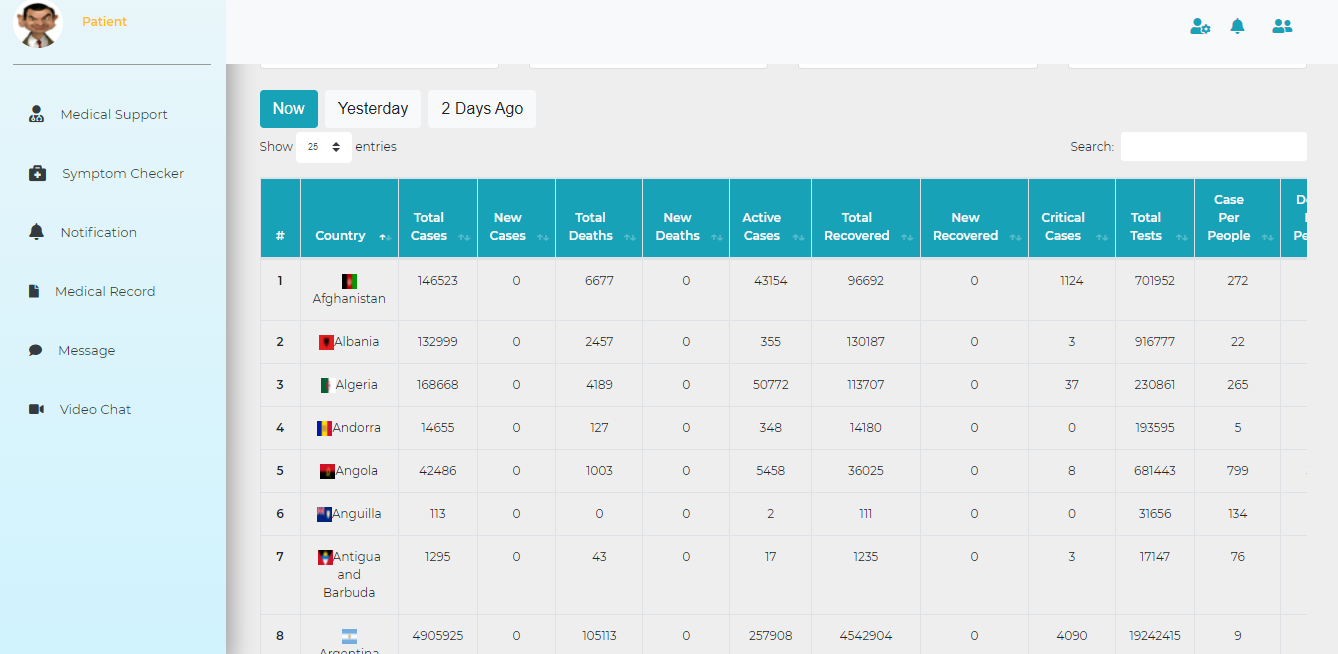 Patient
Medical Support
Symptom Checker
Notification
Medical Record
Message
Video Chat
Now Yesterday 2 Days Ago
Show 25 entries Search:
# Country Total Cases New Cases Total Deaths New Deaths Active Cases Total Recovered New Recovered Critical Cases Total Tests Case Per People
1 Afghanistan 146523 0 6677 0 43154 96692 0 1124 701952 272
2 Albania 132999 0 2457 0 355 130187 0 3 916777 22
3 Algeria 168668 0 4189 0 50772 113707 0 37 230861 265
4 Andorra 14655 0 127 0 348 14180 0 0 193595 5
5 Angola 42486 0 1003 0 5458 36025 0 8 681443 799
6 Anguilla 113 0 0 0 2 111 0 0 31656 134
7 Antigua and Barbuda 1295 0 43 0 17 1235 0 3 17147 76
8 Argentina 4905925 0 105113 0 257908 4542904 0 4090 19242415 9